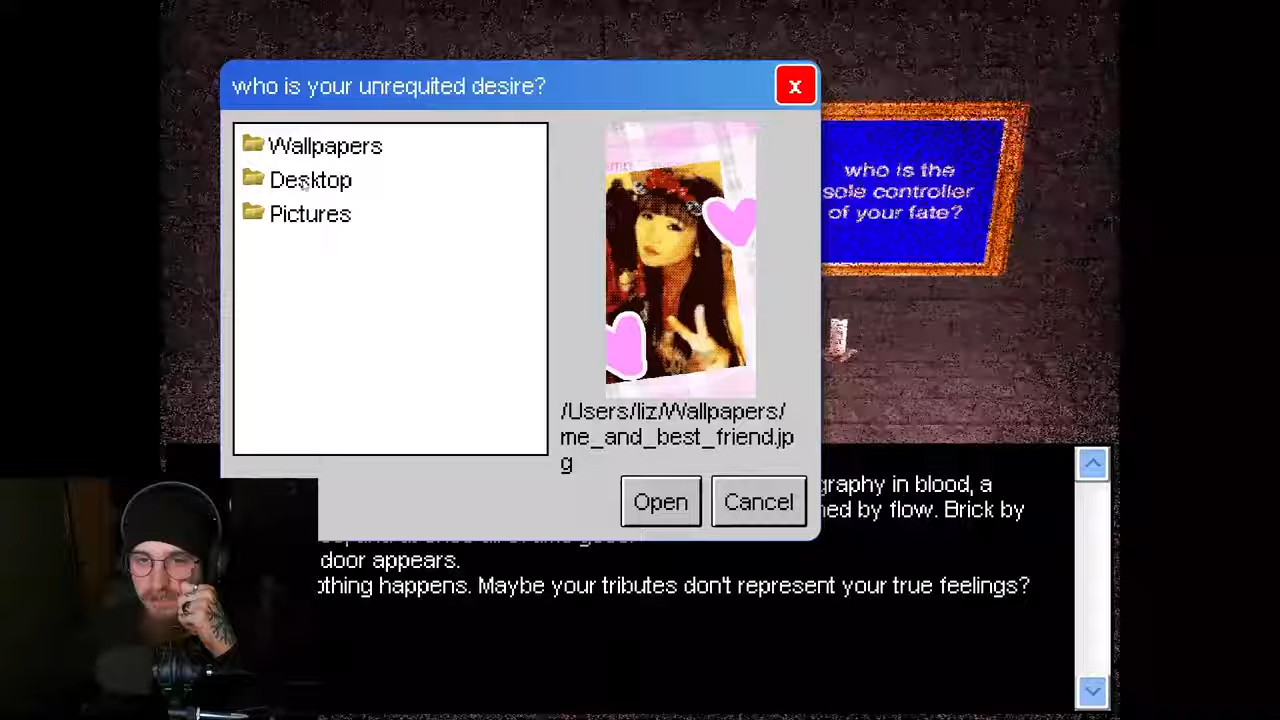 who is your unrequited desire?
x
Wallpapers
Desktop
Pictures
/Users/liz/Wallpapers/
me_and_best_friend.jp
g
Open
Cancel
who is the
sole controller
of your fate?
graphy in blood, a
ned by flow. Brick by
door appears.
othing happens. Maybe your tributes don't represent your true feelings?